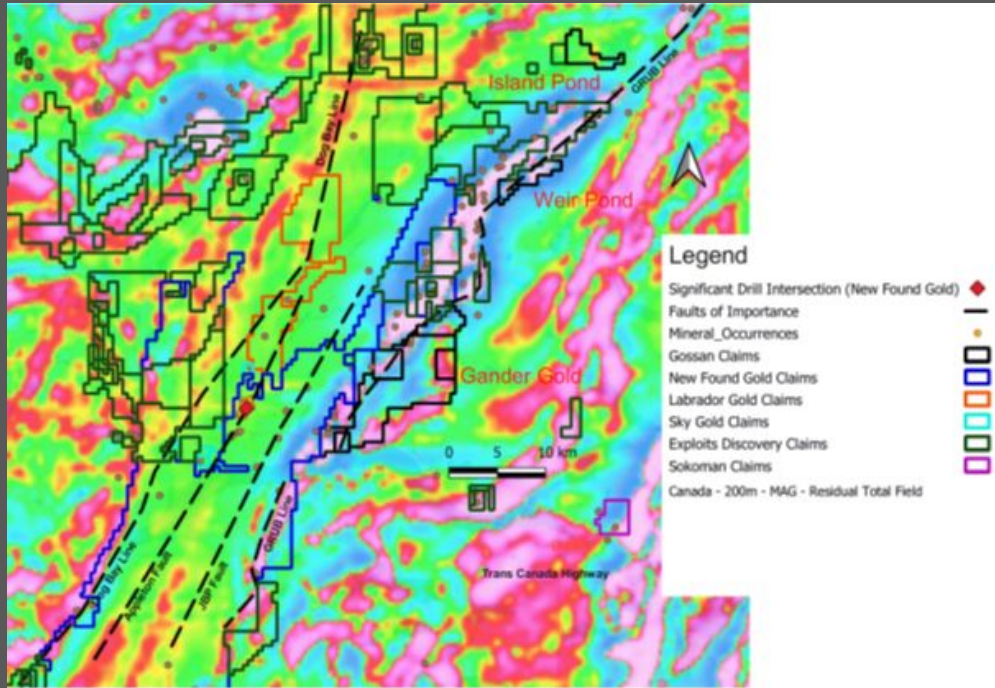 Island Pond
GRUB Line
Dog Bay Line
Weir Pond
Gander Gold
0 5 10 km
GRUB Line
Trans Canada Highway
Dog Bay Line
Appleton Fault
JBP Fault
Legend
Significant Drill Intersection (New Found Gold)
Faults of Importance
Mineral_Occurrences
Gossan Claims
New Found Gold Claims
Labrador Gold Claims
Sky Gold Claims
Exploits Discovery Claims
Sokoman Claims
Canada - 200m - MAG - Residual Total Field